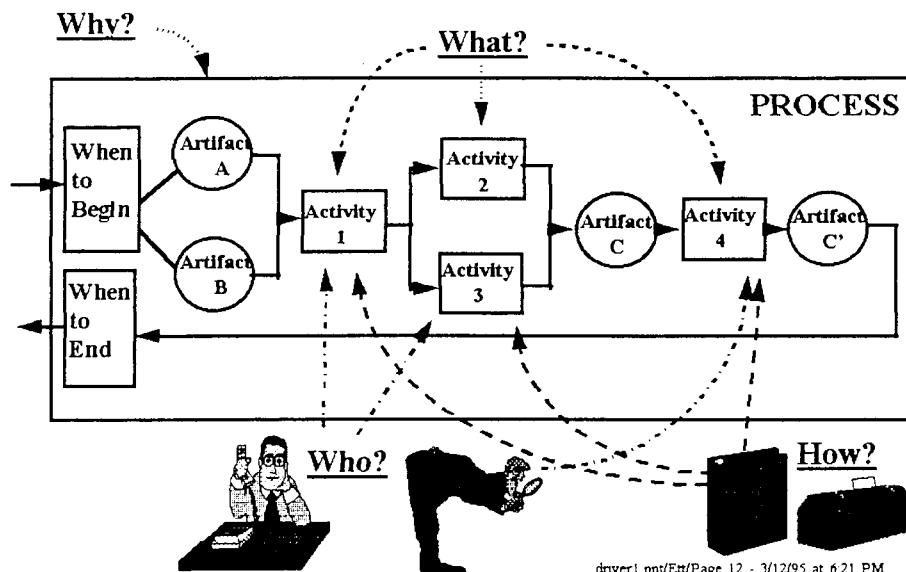 Why?
What?
PROCESS
When
to
Begin
Artifact
A
Artifact
B
Activity
1
Activity
2
Activity
3
Artifact
C
Activity
4
Artifact
C'
When
to
End
Who?
How?
driver1.pnt/Ett/Page 12 - 3/12/95 at 6:21 PM